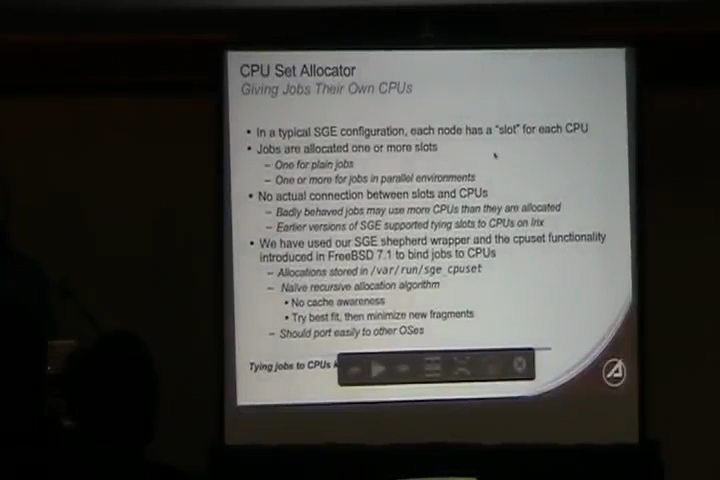 CPU Set Allocator
Giving Jobs Their Own CPUs
• In a typical SGE configuration, each node has a "slot" for each CPU
• Jobs are allocated one or more slots
– One for plain jobs
– One or more for jobs in parallel environments
• No actual connection between slots and CPUs
– Badly behaved jobs may use more CPUs than they are allocated
– Earlier versions of SGE supported tying slots to CPUs on Irix
• We have used our SGE shepherd wrapper and the cpuset functionality
introduced in FreeBSD 7.1 to bind jobs to CPUs
– Allocations stored in /var/run/sge_cpuset
– Naive recursive allocation algorithm
• No cache awareness
• Try best fit, then minimize new fragments
– Should port easily to other OSes
Tying jobs to CPUs